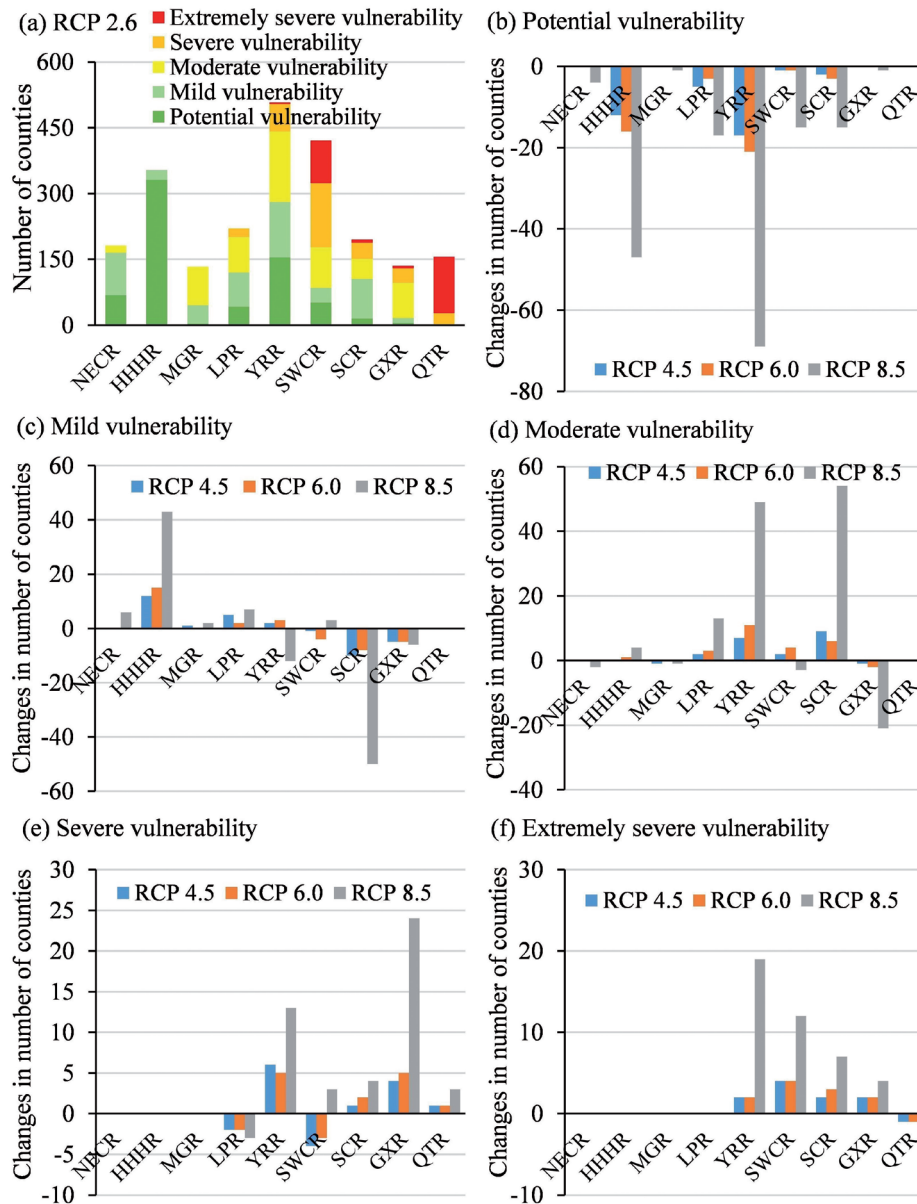 (a) RCP 2.6
Extremely severe vulnerability
Severe vulnerability
Moderate vulnerability
Mild vulnerability
Potential vulnerability
Number of counties
600
450
300
150
0
NECR HHHR MGR LPR YRR SWCR SCR GXR QTR
(b) Potential vulnerability
Changes in number of counties
0
-20
-40
-60
-80
NECR HHHR MGR LPR YRR SWCR SCR GXR QTR
RCP 4.5 RCP 6.0 RCP 8.5
(c) Mild vulnerability
Changes in number of counties
60
40
20
0
-20
-40
-60
RCP 4.5 RCP 6.0 RCP 8.5
NECR HHHR MGR LPR YRR SWCR SCR GXR QTR
(d) Moderate vulnerability
Changes in number of counties
60
40
20
0
-20
-40
RCP 4.5 RCP 6.0 RCP 8.5
NECR HHHR MGR LPR YRR SWCR SCR GXR QTR
(e) Severe vulnerability
Changes in number of counties
30
25
20
15
10
5
0
-5
-10
RCP 4.5 RCP 6.0 RCP 8.5
NECR HHHR MGR LPR YRR SWCR SCR GXR QTR
(f) Extremely severe vulnerability
Changes in number of counties
30
20
10
0
-10
RCP 4.5 RCP 6.0 RCP 8.5
NECR HHHR MGR LPR YRR SWCR SCR GXR QTR